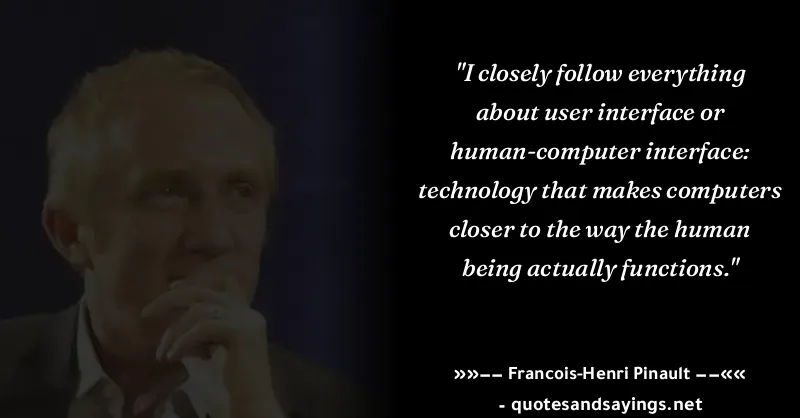 "I closely follow everything
about user interface or
human-computer interface:
technology that makes computers
closer to the way the human
being actually functions."
»»−− Francois-Henri Pinault −−««
- quotesandsayings.net